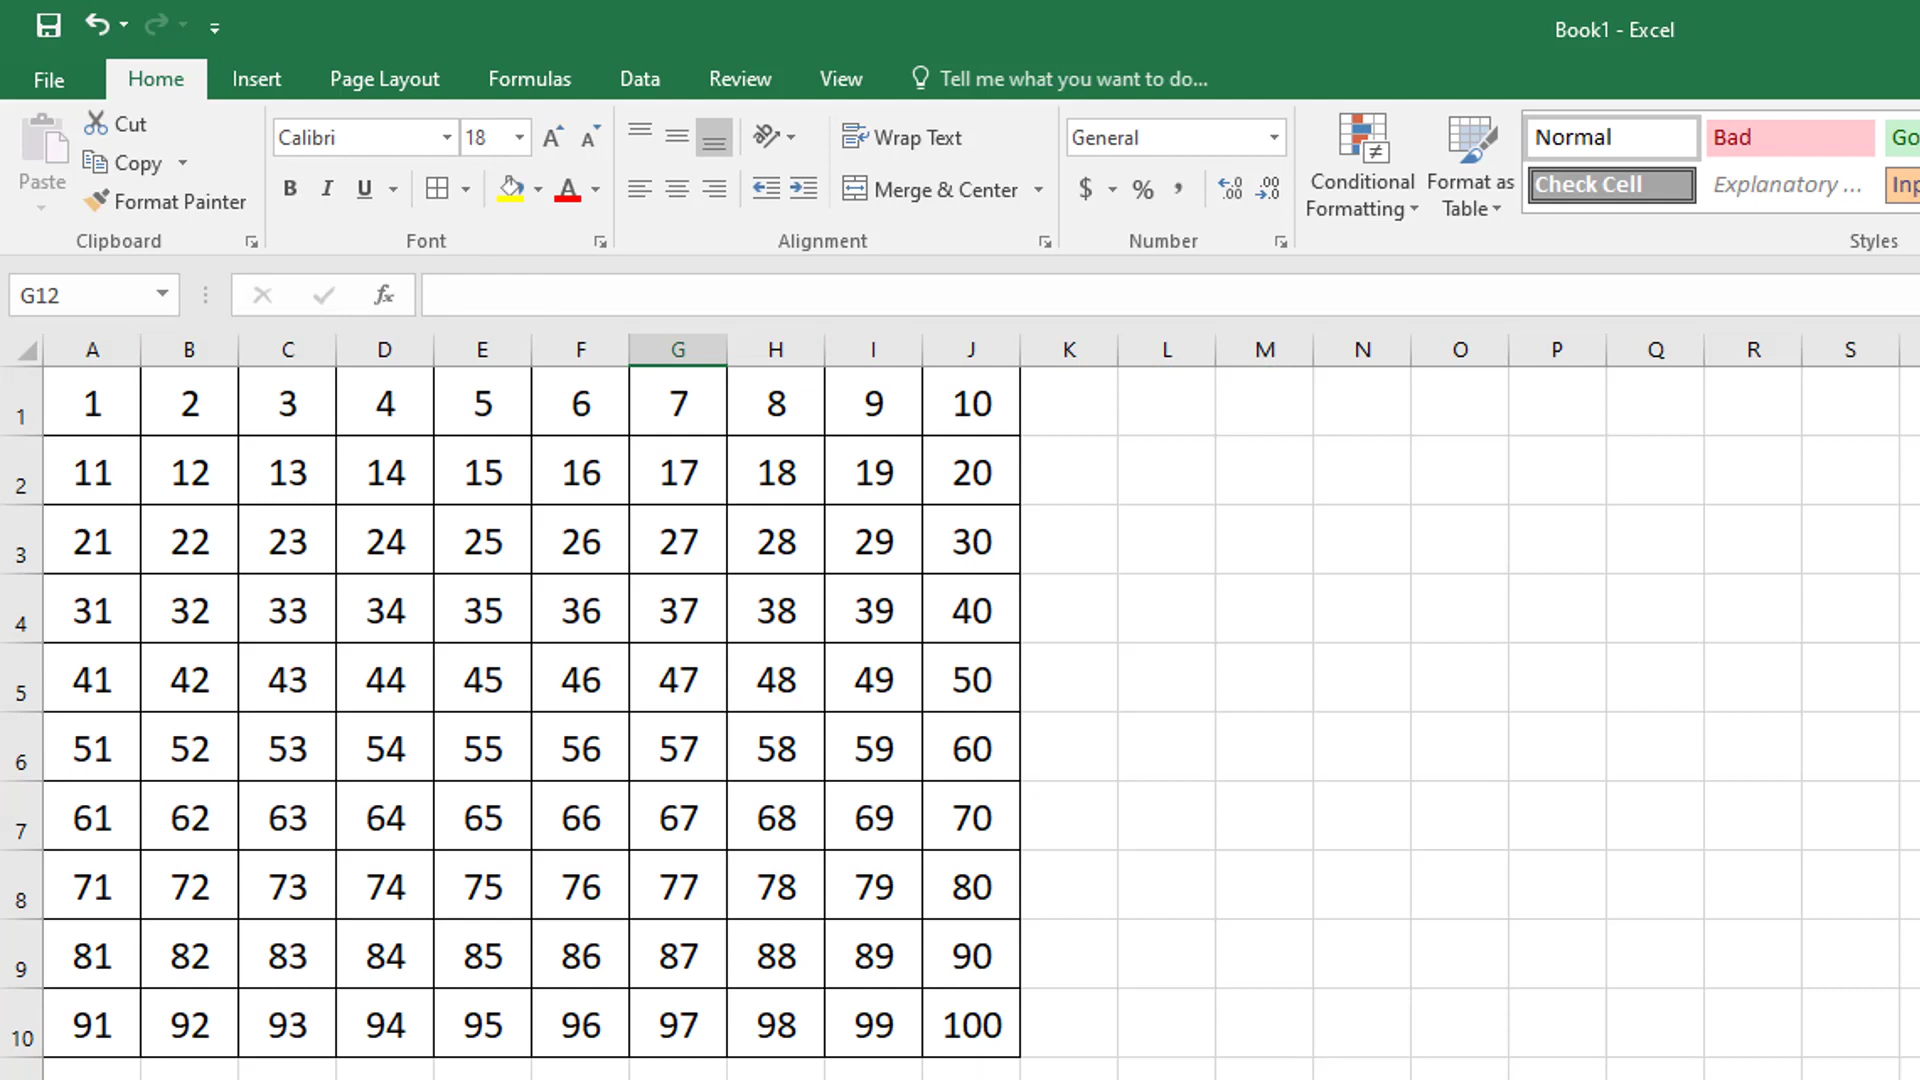 Book1 - Excel
File Home Insert Page Layout Formulas Data Review View Tell me what you want to do...
Paste
Cut
Copy
Format Painter
Clipboard
Calibri 18
B I U
Font
Wrap Text
Merge & Center
Alignment
General
$ % ,
Number
Conditional Formatting
Format as Table
Normal Bad Go
Check Cell Explanatory ... Inp
Styles
G12 fx
A B C D E F G H I J K L M N O P Q R S
1 1 2 3 4 5 6 7 8 9 10
2 11 12 13 14 15 16 17 18 19 20
3 21 22 23 24 25 26 27 28 29 30
4 31 32 33 34 35 36 37 38 39 40
5 41 42 43 44 45 46 47 48 49 50
6 51 52 53 54 55 56 57 58 59 60
7 61 62 63 64 65 66 67 68 69 70
8 71 72 73 74 75 76 77 78 79 80
9 81 82 83 84 85 86 87 88 89 90
10 91 92 93 94 95 96 97 98 99 100